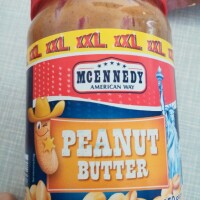 XXL XXL XXL XXL
MCENNEDY
AMERICAN WAY
PEANUT
BUTTER